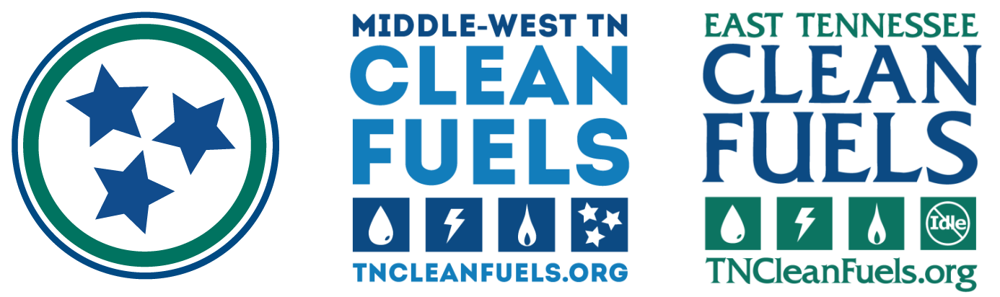 MIDDLE-WEST TN
CLEAN
FUELS
TNCLEANFUELS.ORG
EAST TENNESSEE
CLEAN
FUELS
Idle
TNCleanFuels.org